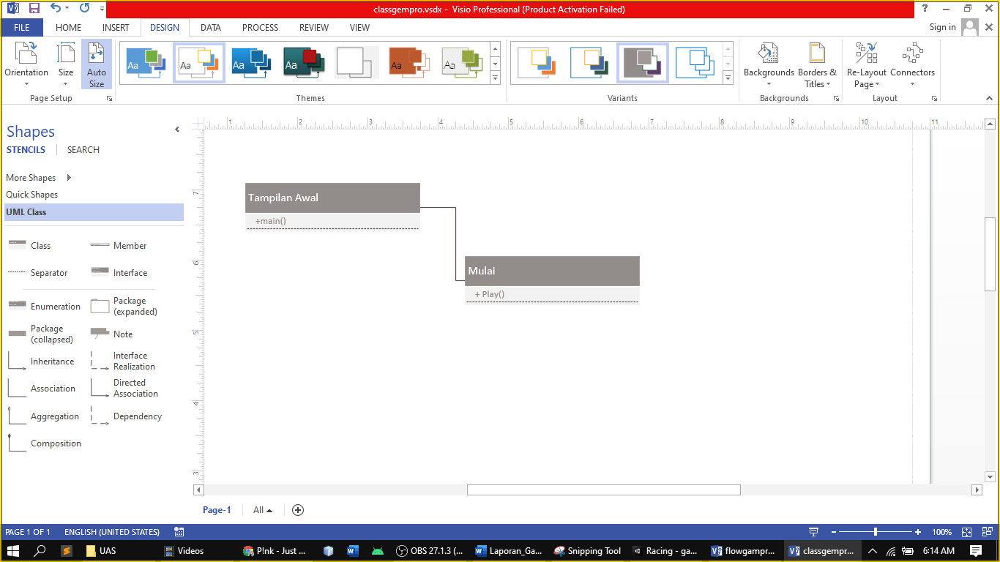 classgempro.vsdx - Visio Professional (Product Activation Failed)
FILE HOME INSERT DESIGN DATA PROCESS REVIEW VIEW Sign in
Orientation Size Auto Size
Aa Aa Aa Aa Aa Aa
Backgrounds Borders & Titles Re-Layout Page Connectors
Page Setup Themes Variants Backgrounds Layout
Shapes
STENCILS SEARCH
More Shapes
Quick Shapes
UML Class
Class Member
Separator Interface
Enumeration Package (expanded)
Package (collapsed) Note
Inheritance Interface Realization
Association Directed Association
Aggregation Dependency
Composition
1 2 3 4 5 6 7 8 9 10 11
7
6
5
4
3
Tampilan Awal
+main()
Mulai
+ Play()
Page-1 All
PAGE 1 OF 1 ENGLISH (UNITED STATES) 100%
UAS Videos P!nk - Just ... OBS 27.1.3 (... Laporan_Ga... Snipping Tool Racing - ga... flowgampr... classgempr... 6:14 AM